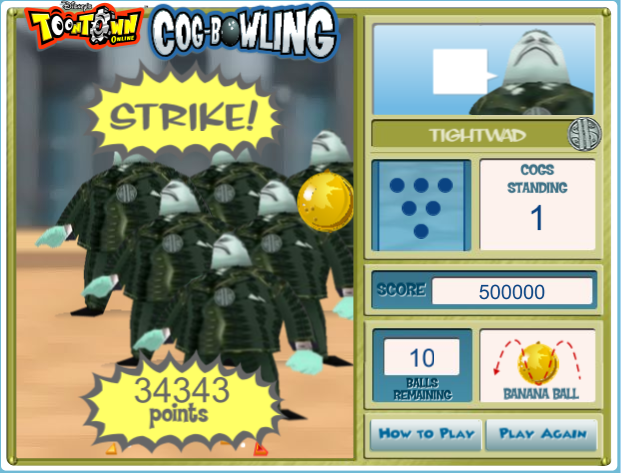 Disney's
TOONTOWN
ONLINE
COG-BOWLING
STRIKE!
34343
points
TIGHTWAD
COGS
STANDING
1
SCORE 500000
10
BALLS
REMAINING
BANANA BALL
HOW TO PLAY
PLAY AGAIN